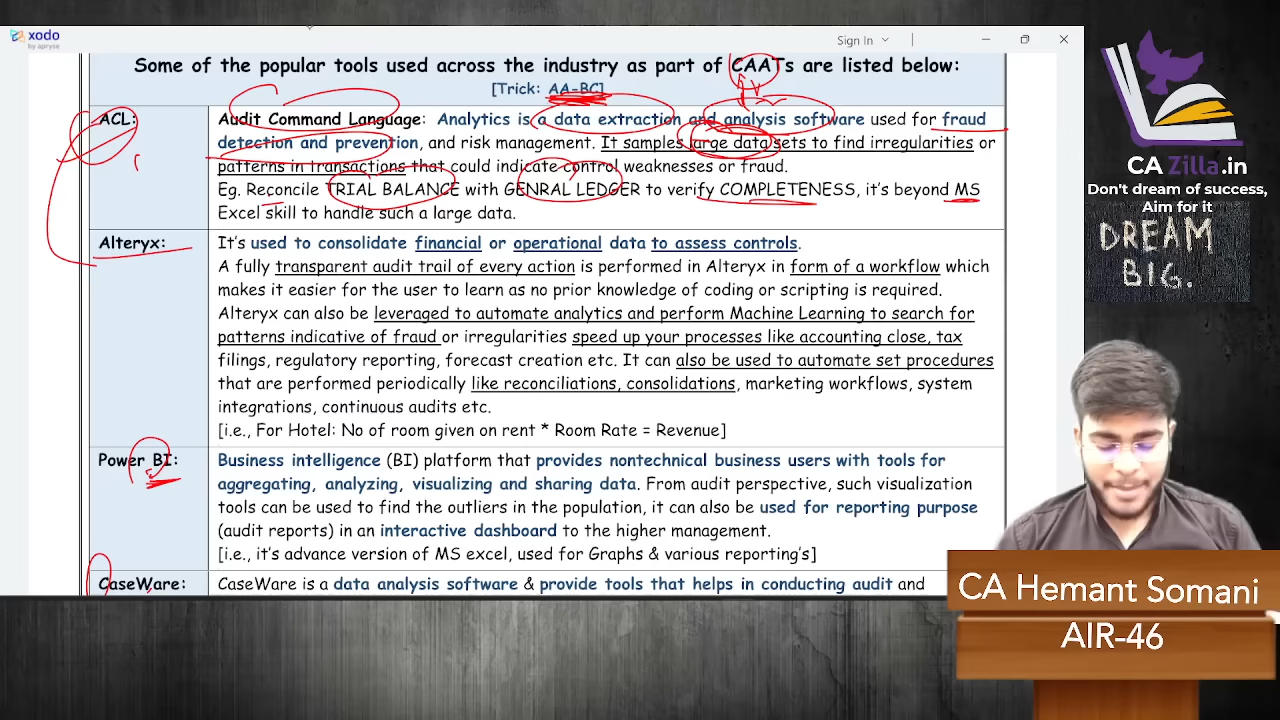 xodo
by apryse
Sign In
Some of the popular tools used across the industry as part of CAATs are listed below:
[Trick: AA-BC]
ACL:
Audit Command Language: Analytics is a data extraction and analysis software used for fraud
detection and prevention, and risk management. It samples large data sets to find irregularities or
patterns in transactions that could indicate control weaknesses or fraud.
Eg. Reconcile TRIAL BALANCE with GENRAL LEDGER to verify COMPLETENESS, it's beyond MS
Excel skill to handle such a large data.
Alteryx:
It's used to consolidate financial or operational data to assess controls.
A fully transparent audit trail of every action is performed in Alteryx in form of a workflow which
makes it easier for the user to learn as no prior knowledge of coding or scripting is required.
Alteryx can also be leveraged to automate analytics and perform Machine Learning to search for
patterns indicative of fraud or irregularities speed up your processes like accounting close, tax
filings, regulatory reporting, forecast creation etc. It can also be used to automate set procedures
that are performed periodically like reconciliations, consolidations, marketing workflows, system
integrations, continuous audits etc.
[i.e., For Hotel: No of room given on rent * Room Rate = Revenue]
Power BI:
Business intelligence (BI) platform that provides nontechnical business users with tools for
aggregating, analyzing, visualizing and sharing data. From audit perspective, such visualization
tools can be used to find the outliers in the population, it can also be used for reporting purpose
(audit reports) in an interactive dashboard to the higher management.
[i.e., it's advance version of MS excel, used for Graphs & various reporting's]
CaseWare:
CaseWare is a data analysis software & provide tools that helps in conducting audit and
CA Zilla.in
Don't dream of success,
Aim for it
DREAM
BIG.
CA Hemant Somani
AIR-46